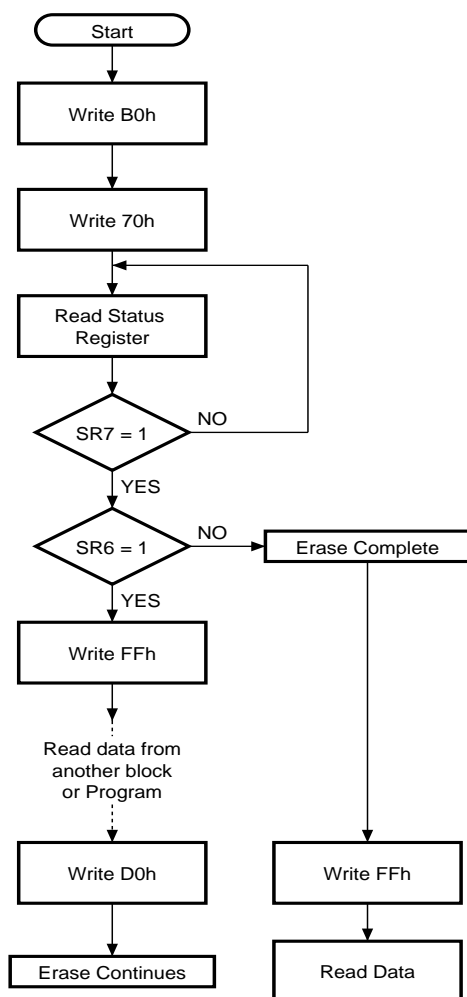 Start
Write B0h
Write 70h
Read Status
Register
SR7 = 1
NO
YES
SR6 = 1
NO
Erase Complete
YES
Write FFh
Read data from
another block
or Program
Write D0h
Write FFh
Erase Continues
Read Data